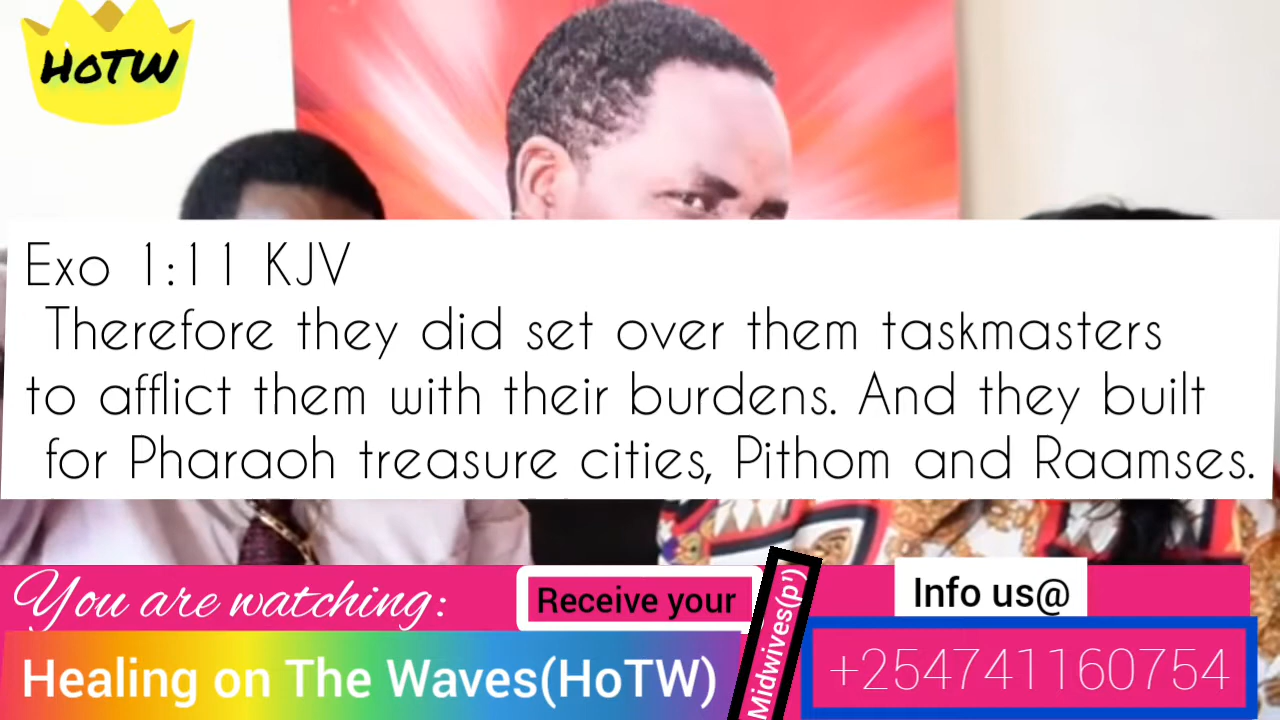 HoTW
Exo 1:11 KJV
Therefore they did set over them taskmasters
to afflict them with their burdens. And they built
for Pharaoh treasure cities, Pithom and Raamses.
You are watching:
Receive your
Midwives(p¹)
Info us@
Healing on The Waves(HoTW)
+254741160754